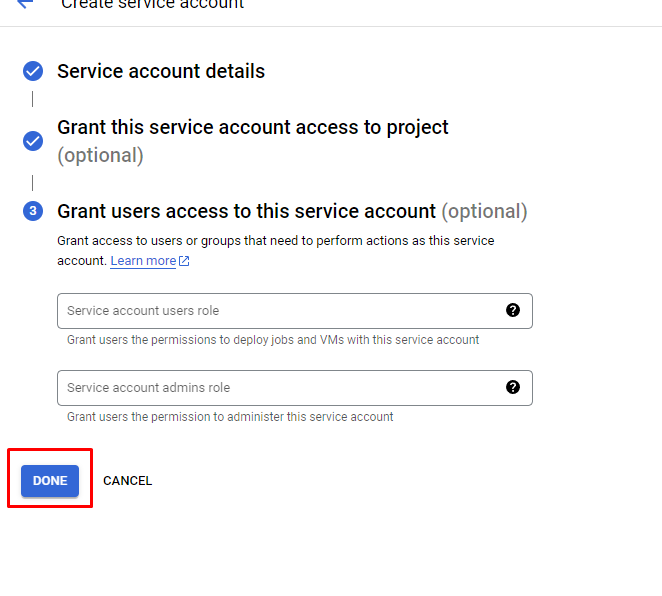 Create service account
Service account details
Grant this service account access to project
(optional)
3 Grant users access to this service account (optional)
Grant access to users or groups that need to perform actions as this service
account. Learn more
Service account users role
Grant users the permissions to deploy jobs and VMs with this service account
Service account admins role
Grant users the permission to administer this service account
DONE CANCEL